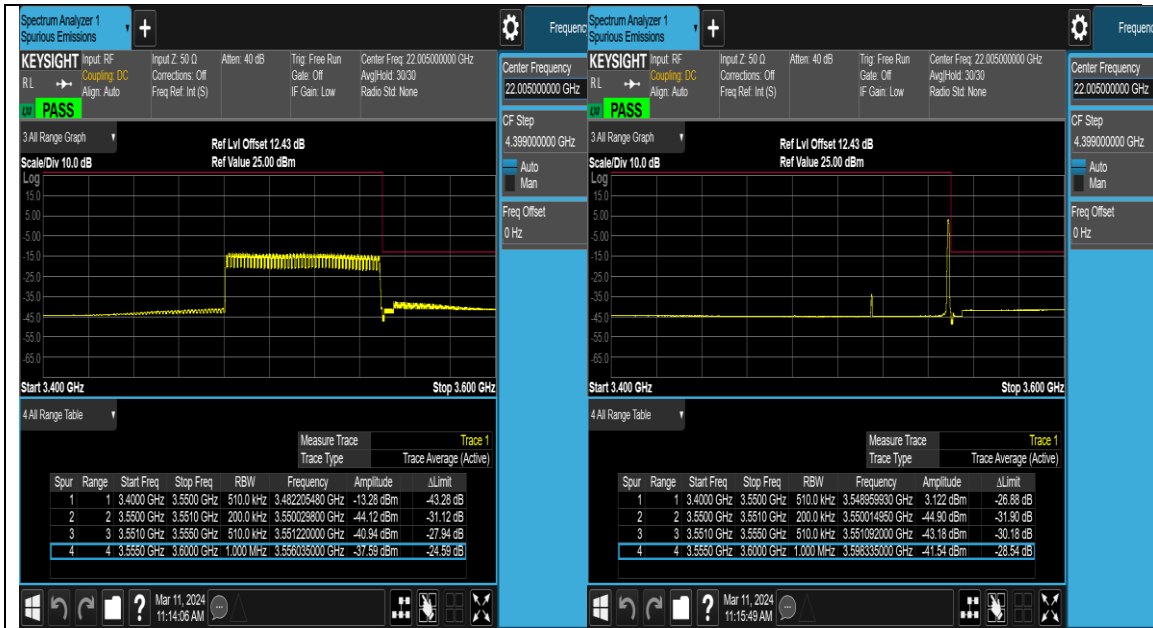 Spectrum Analyzer 1
Spurious Emissions
+
Frequenc
KEYSIGHT Input: RF Input Z: 50 Ω Atten: 40 dB Trig: Free Run Center Freq: 22.005000000 GHz
RL Coupling: DC Corrections: Off Gate: Off Avg|Hold: 30/30
Align: Auto Freq Ref: Int (S) IF Gain: Low Radio Std: None
PASS
Center Frequency
22.005000000 GHz
CF Step
4.399000000 GHz
Auto
Man
Freq Offset
0 Hz
3 All Range Graph
Ref Lvl Offset 12.43 dB
Scale/Div 10.0 dB Ref Value 25.00 dBm
Log
15.0
5.00
-5.00
-15.0
-25.0
-35.0
-45.0
-55.0
-65.0
Start 3.400 GHz Stop 3.600 GHz
4 All Range Table
Measure Trace Trace 1
Trace Type Trace Average (Active)
Spur Range Start Freq Stop Freq RBW Frequency Amplitude ΔLimit
1 1 3.4000 GHz 3.5500 GHz 510.0 kHz 3.482205480 GHz -13.28 dBm -43.28 dB
2 2 3.5500 GHz 3.5510 GHz 200.0 kHz 3.550029800 GHz -44.12 dBm -31.12 dB
3 3 3.5510 GHz 3.5550 GHz 510.0 kHz 3.551220000 GHz -40.94 dBm -27.94 dB
4 4 3.5550 GHz 3.6000 GHz 1.000 MHz 3.556035000 GHz -37.59 dBm -24.59 dB
?
Mar 11, 2024
11:14:06 AM
Spectrum Analyzer 1
Spurious Emissions
+
Frequenc
KEYSIGHT Input: RF Input Z: 50 Ω Atten: 40 dB Trig: Free Run Center Freq: 22.005000000 GHz
RL Coupling: DC Corrections: Off Gate: Off Avg|Hold: 30/30
Align: Auto Freq Ref: Int (S) IF Gain: Low Radio Std: None
PASS
Center Frequency
22.005000000 GHz
CF Step
4.399000000 GHz
Auto
Man
Freq Offset
0 Hz
3 All Range Graph
Ref Lvl Offset 12.43 dB
Scale/Div 10.0 dB Ref Value 25.00 dBm
Log
15.0
5.00
-5.00
-15.0
-25.0
-35.0
-45.0
-55.0
-65.0
Start 3.400 GHz Stop 3.600 GHz
4 All Range Table
Measure Trace Trace 1
Trace Type Trace Average (Active)
Spur Range Start Freq Stop Freq RBW Frequency Amplitude ΔLimit
1 1 3.4000 GHz 3.5500 GHz 510.0 kHz 3.548959930 GHz 3.122 dBm -26.88 dB
2 2 3.5500 GHz 3.5510 GHz 200.0 kHz 3.550014950 GHz -44.90 dBm -31.90 dB
3 3 3.5510 GHz 3.5550 GHz 510.0 kHz 3.551092000 GHz -43.18 dBm -30.18 dB
4 4 3.5550 GHz 3.6000 GHz 1.000 MHz 3.598335000 GHz -41.54 dBm -28.54 dB
?
Mar 11, 2024
11:15:49 AM